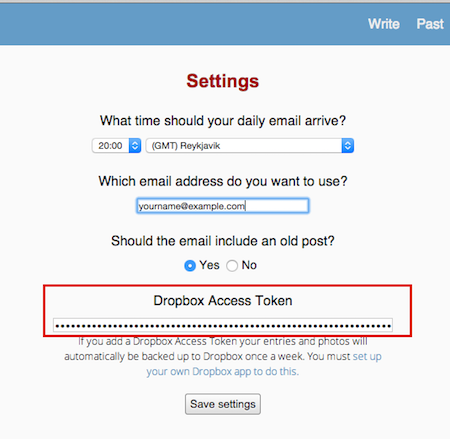 Write Past
Settings
What time should your daily email arrive?
20:00 (GMT) Reykjavik
Which email address do you want to use?
yourname@example.com
Should the email include an old post?
Yes No
Dropbox Access Token
If you add a Dropbox Access Token your entries and photos will
automatically be backed up to Dropbox once a week. You must set up
your own Dropbox app to do this.
Save settings